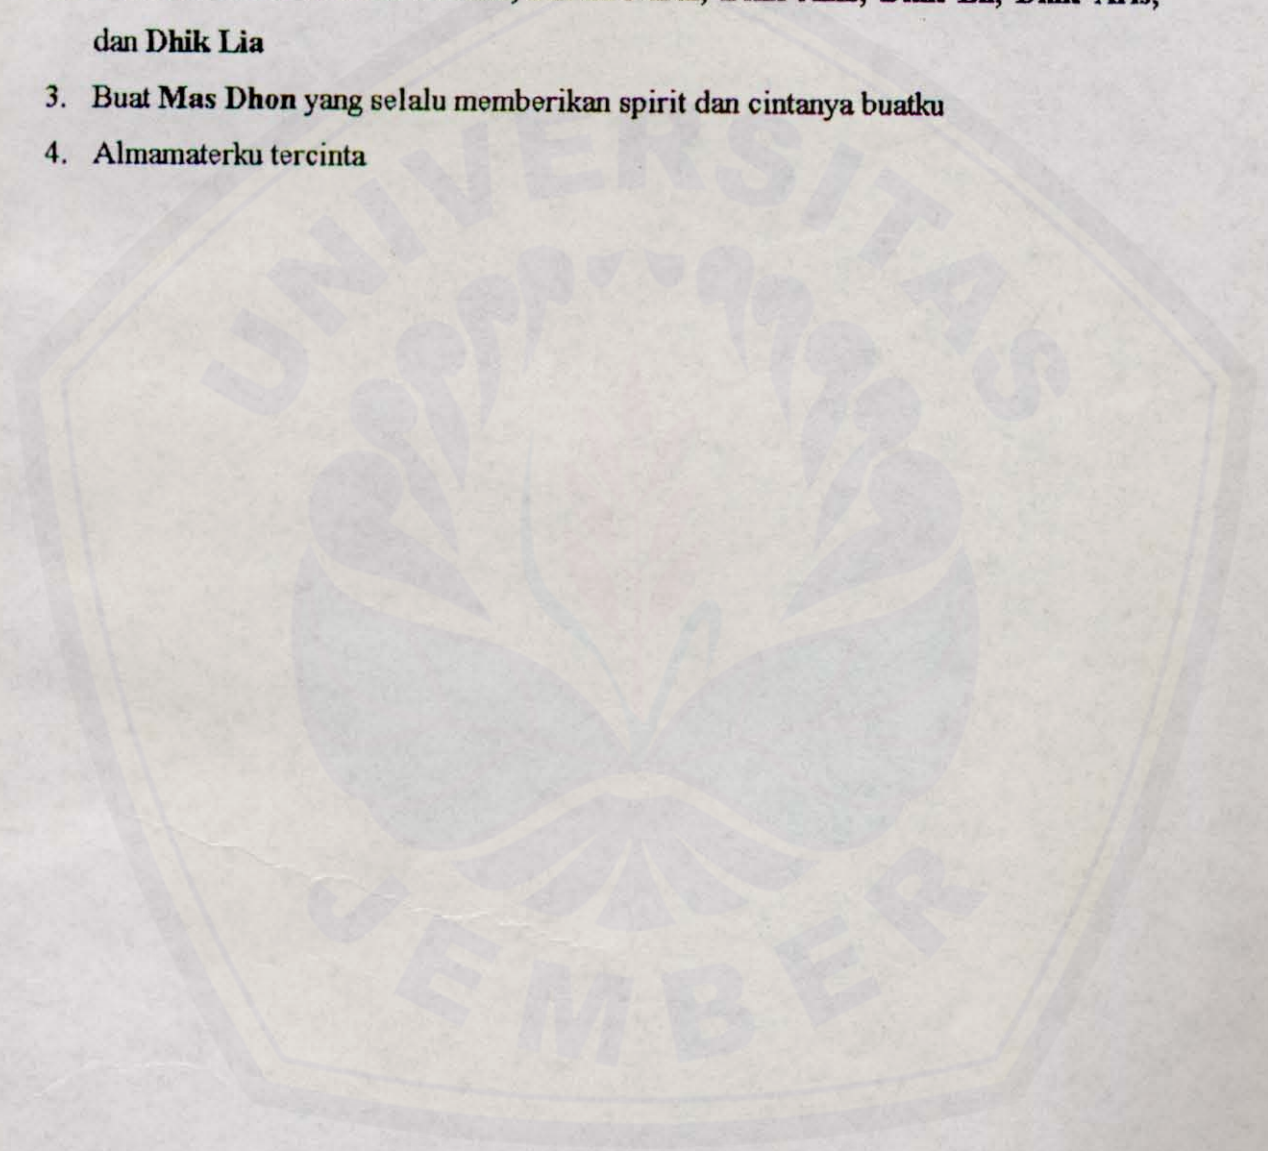 dan Dhik Lia
3. Buat Mas Dhon yang selalu memberikan spirit dan cintanya buatku
4. Almamaterku tercinta
UNIVERSITAS
JEMBER